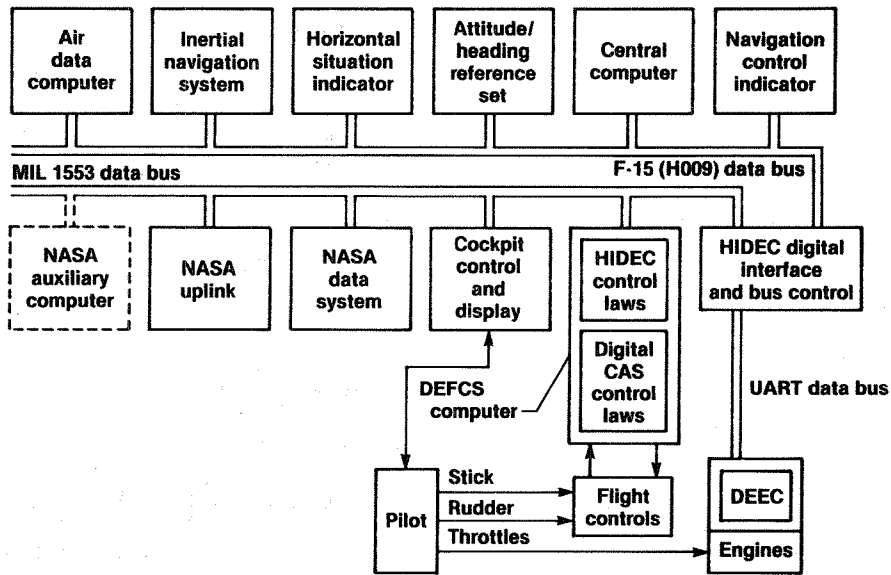 Air
data
computer
Inertial
navigation
system
Horizontal
situation
indicator
Attitude/
heading
reference
set
Central
computer
Navigation
control
indicator
MIL 1553 data bus
F-15 (H009) data bus
NASA
auxiliary
computer
NASA
uplink
NASA
data
system
Cockpit
control
and
display
HIDEC
control
laws
Digital
CAS
control
laws
HIDEC digital
interface
and bus control
DEFCS
computer
UART data bus
Pilot
Stick
Rudder
Throttles
Flight
controls
DEEC
Engines